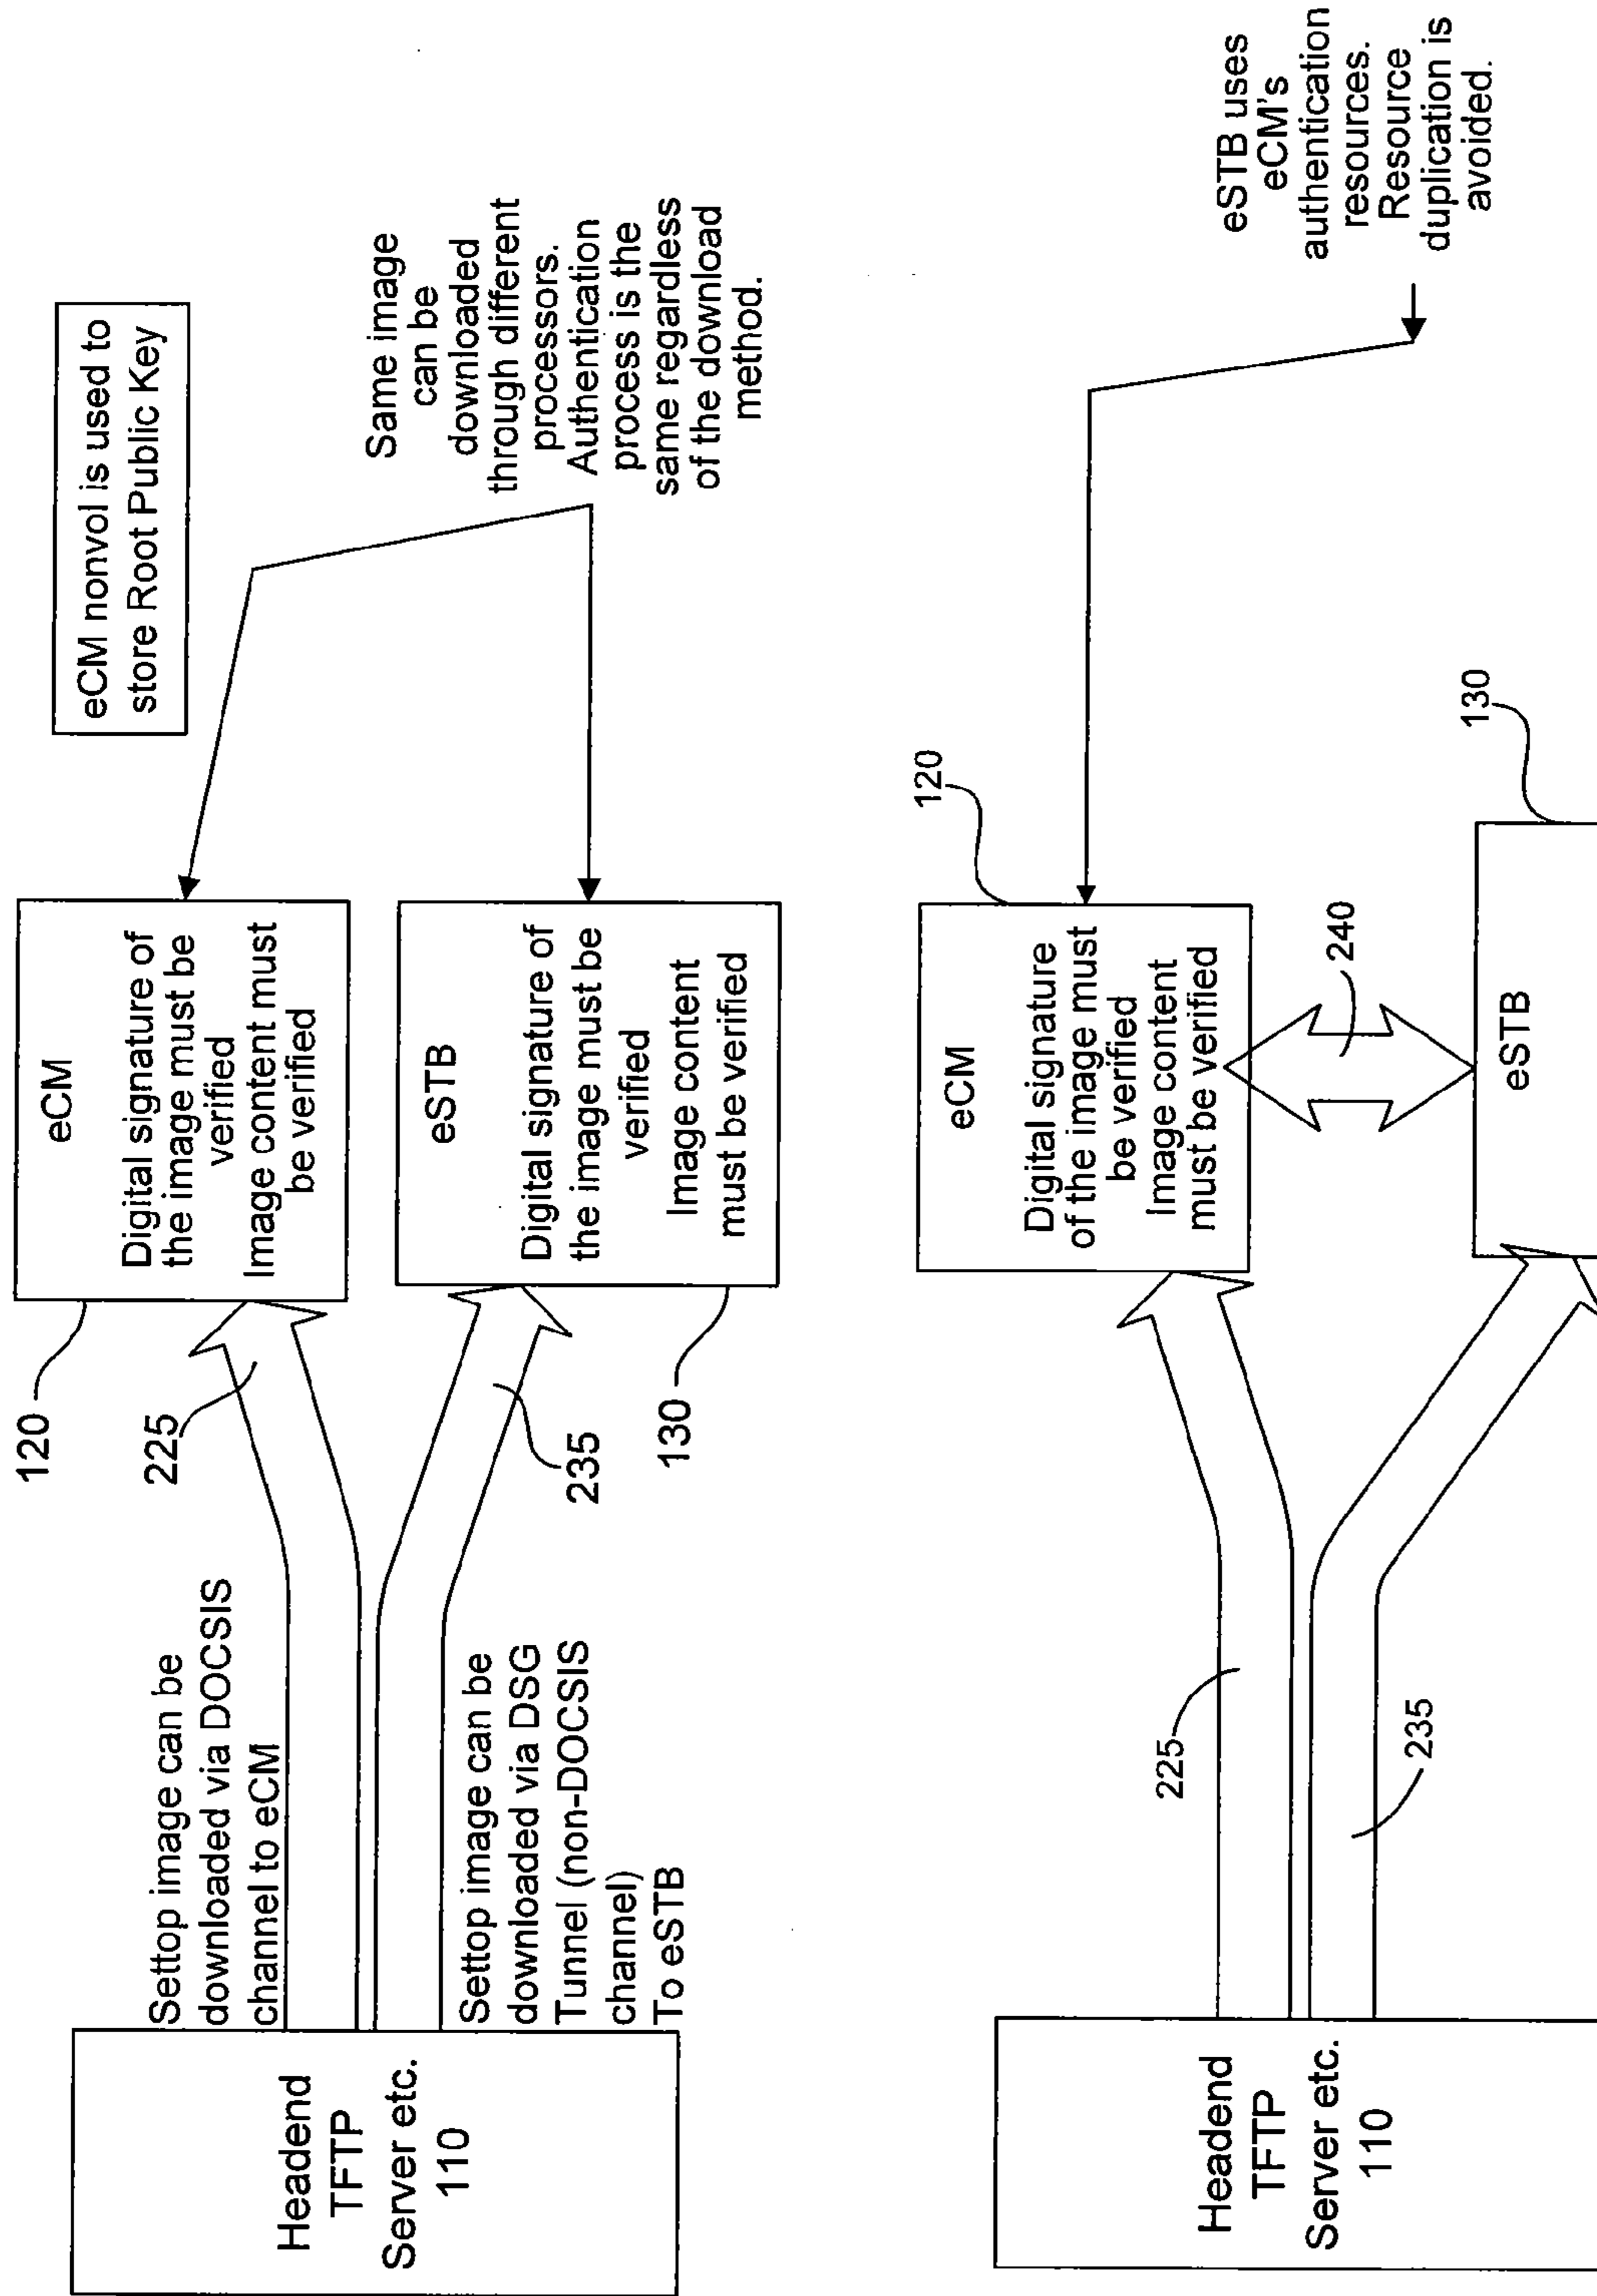 eCM nonvol is used to
store Root Public Key
Same image
can be
downloaded
through different
processors.
Authentication
process is the
same regardless
of the download
method.
120
eCM
Digital signature of
the image must be
verified
Image content must
be verified
225
Settop image can be
downloaded via DOCSIS
channel to eCM
eSTB
Digital signature of
the image must be
verified
Image content
must be verified
235
130
Settop image can be
downloaded via DSG
Tunnel (non-DOCSIS
channel)
To eSTB
Headend
TFTP
Server etc.
110
eSTB uses
eCM's
authentication
resources.
Resource
duplication is
avoided.
120
eCM
Digital signature
of the image must
be verified
Image content
must be verified
240
130
eSTB
225
235
Headend
TFTP
Server etc.
110